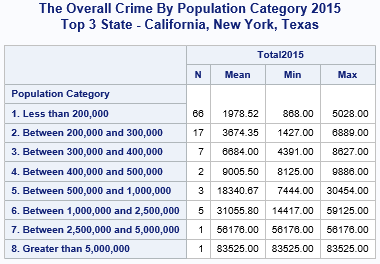 The Overall Crime By Population Category 2015
Top 3 State - California, New York, Texas
Total2015
N Mean Min Max
Population Category
1. Less than 200,000 66 1978.52 868.00 5028.00
2. Between 200,000 and 300,000 17 3674.35 1427.00 6889.00
3. Between 300,000 and 400,000 7 6684.00 4391.00 8627.00
4. Between 400,000 and 500,000 2 9005.50 8125.00 9886.00
5. Between 500,000 and 1,000,000 3 18340.67 7444.00 30454.00
6. Between 1,000,000 and 2,500,000 5 31055.80 14417.00 59125.00
7. Between 2,500,000 and 5,000,000 1 56176.00 56176.00 56176.00
8. Greater than 5,000,000 1 83525.00 83525.00 83525.00